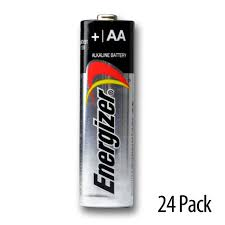 + AA
ALKALINE BATTERY
Energizer
24 Pack